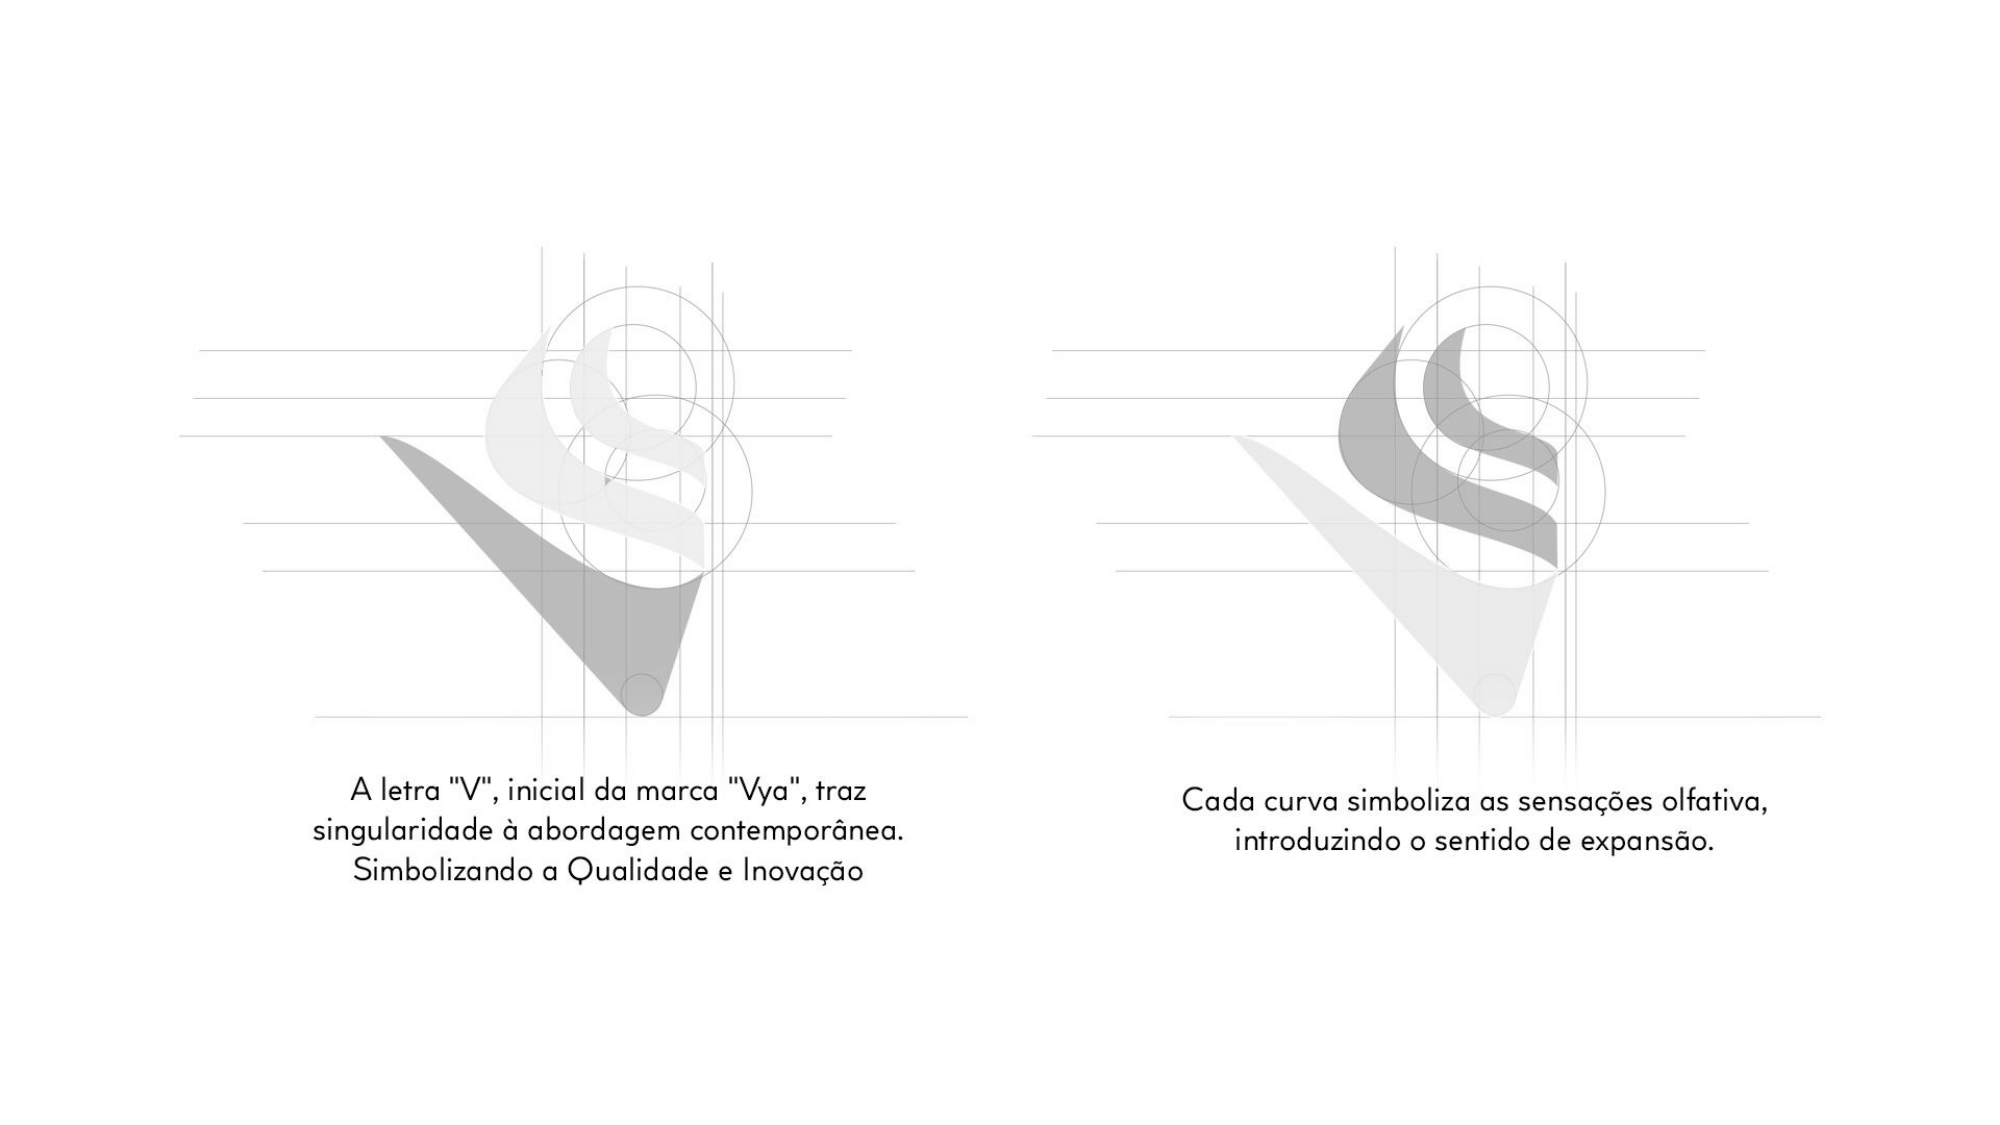 A letra "V", inicial da marca "Vya", traz
singularidade à abordagem contemporânea.
Simbolizando a Qualidade e Inovação
Cada curva simboliza as sensações olfativa,
introduzindo o sentido de expansão.